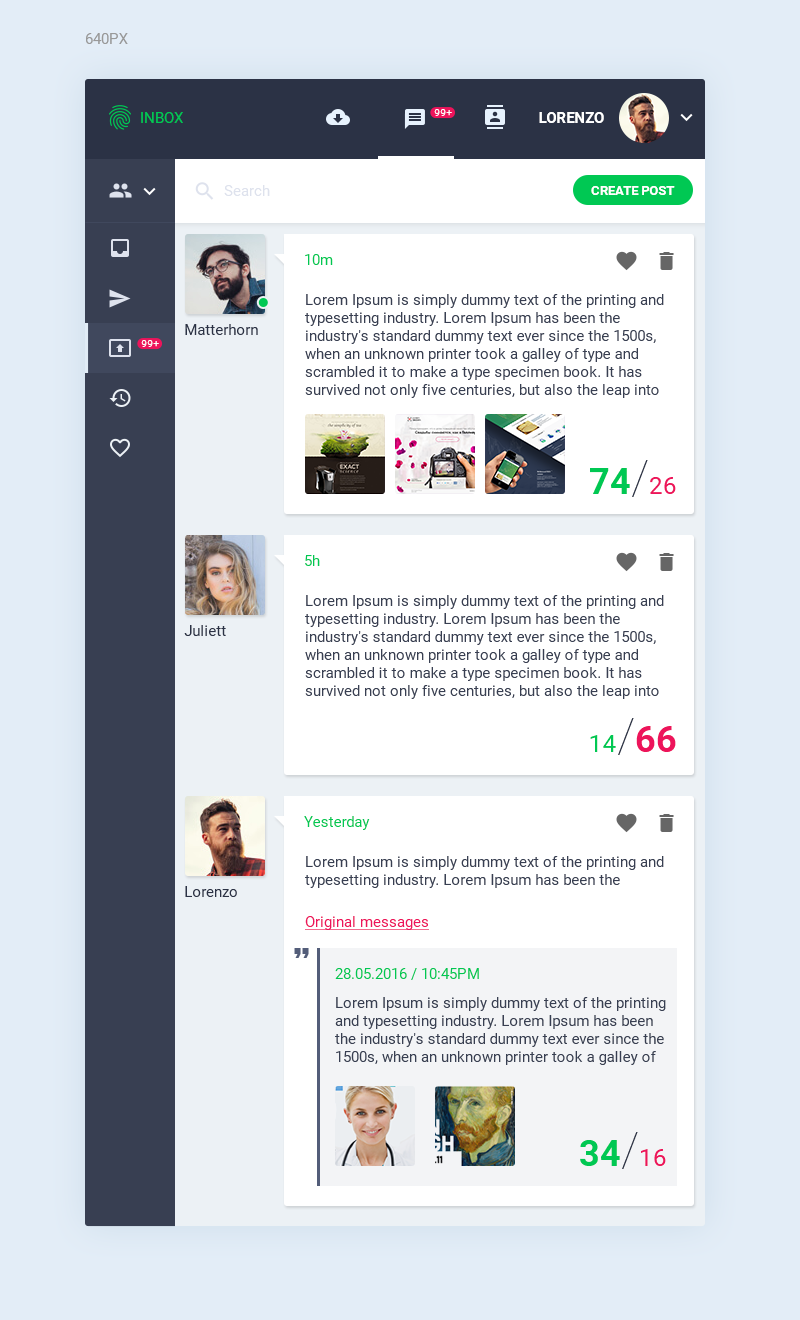 640PX
INBOX
99+
LORENZO
Search
CREATE POST
99+
Matterhorn
10m
Lorem Ipsum is simply dummy text of the printing and
typesetting industry. Lorem Ipsum has been the
industry's standard dummy text ever since the 1500s,
when an unknown printer took a galley of type and
scrambled it to make a type specimen book. It has
survived not only five centuries, but also the leap into
the simplicity of tea
EXACT
SCIENCE
74/26
Juliett
5h
Lorem Ipsum is simply dummy text of the printing and
typesetting industry. Lorem Ipsum has been the
industry's standard dummy text ever since the 1500s,
when an unknown printer took a galley of type and
scrambled it to make a type specimen book. It has
survived not only five centuries, but also the leap into
14/66
Lorenzo
Yesterday
Lorem Ipsum is simply dummy text of the printing and
typesetting industry. Lorem Ipsum has been the
Original messages
28.05.2016 / 10:45PM
Lorem Ipsum is simply dummy text of the printing
and typesetting industry. Lorem Ipsum has been
the industry's standard dummy text ever since the
1500s, when an unknown printer took a galley of
GH
.11
34/16